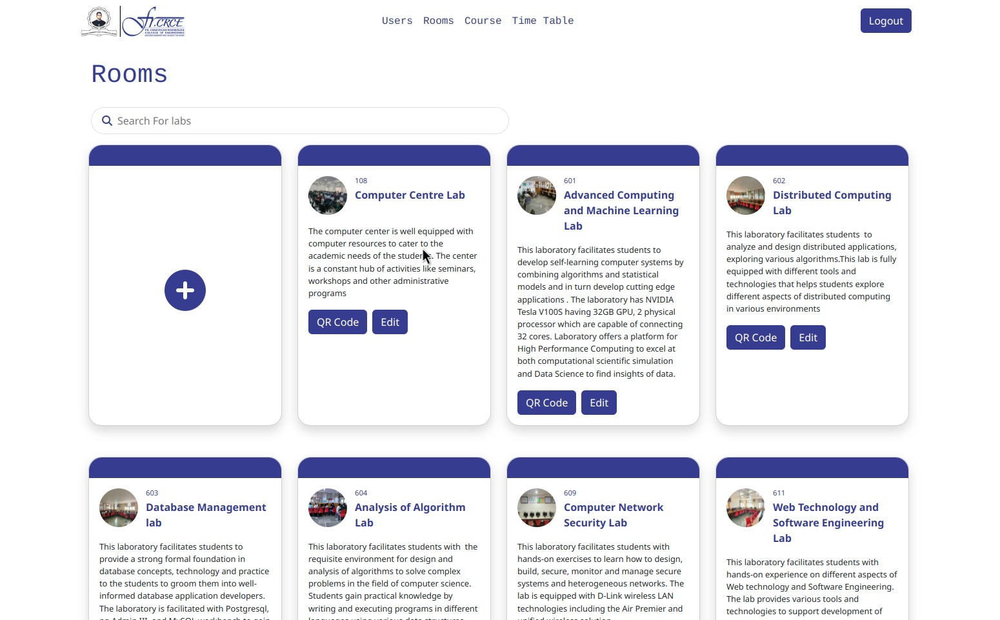 fr.CRCE
FR. CONCEICAO RODRIGUES
COLLEGE OF ENGINEERING
Users Rooms Course Time Table
Logout
Rooms
Search For labs
108
Computer Centre Lab
The computer center is well equipped with
computer resources to cater to the
academic needs of the students. The center
is a constant hub of activities like seminars,
workshops and other administrative
programs
QR Code Edit
601
Advanced Computing
and Machine Learning
Lab
This laboratory facilitates students to
develop self-learning computer systems by
combining algorithms and statistical
models and in turn develop cutting edge
applications . The laboratory has NVIDIA
Tesla V100S having 32GB GPU, 2 physical
processor which are capable of connecting
32 cores. Laboratory offers a platform for
High Performance Computing to excel at
both computational scientific simulation
and Data Science to find insights of data.
QR Code Edit
602
Distributed Computing
Lab
This laboratory facilitates students  to
analyze and design distributed applications,
exploring various algorithms.This lab is fully
equipped with different tools and
technologies that helps students explore
different aspects of distributed computing
in various environments
QR Code Edit
603
Database Management
lab
This laboratory facilitates students to
provide a strong formal foundation in
database concepts, technology and practice
to the students to groom them into well-
informed database application developers.
The laboratory is facilitated with Postgresql,
604
Analysis of Algorithm
Lab
This laboratory facilitates students with  the
requisite environment for design and
analysis of algorithms to solve complex
problems in the field of computer science.
Students gain practical knowledge by
writing and executing programs in different
609
Computer Network
Security Lab
This laboratory facilitates students with
hands-on exercises to learn how to design,
build, secure, monitor and manage secure
systems and heterogeneous networks. The
lab is equipped with D-Link wireless LAN
technologies including the Air Premier and
611
Web Technology and
Software Engineering
Lab
This laboratory facilitates students with
hands-on experience on different aspects of
Web technology and Software Engineering.
The lab provides various tools and
technologies to support development of